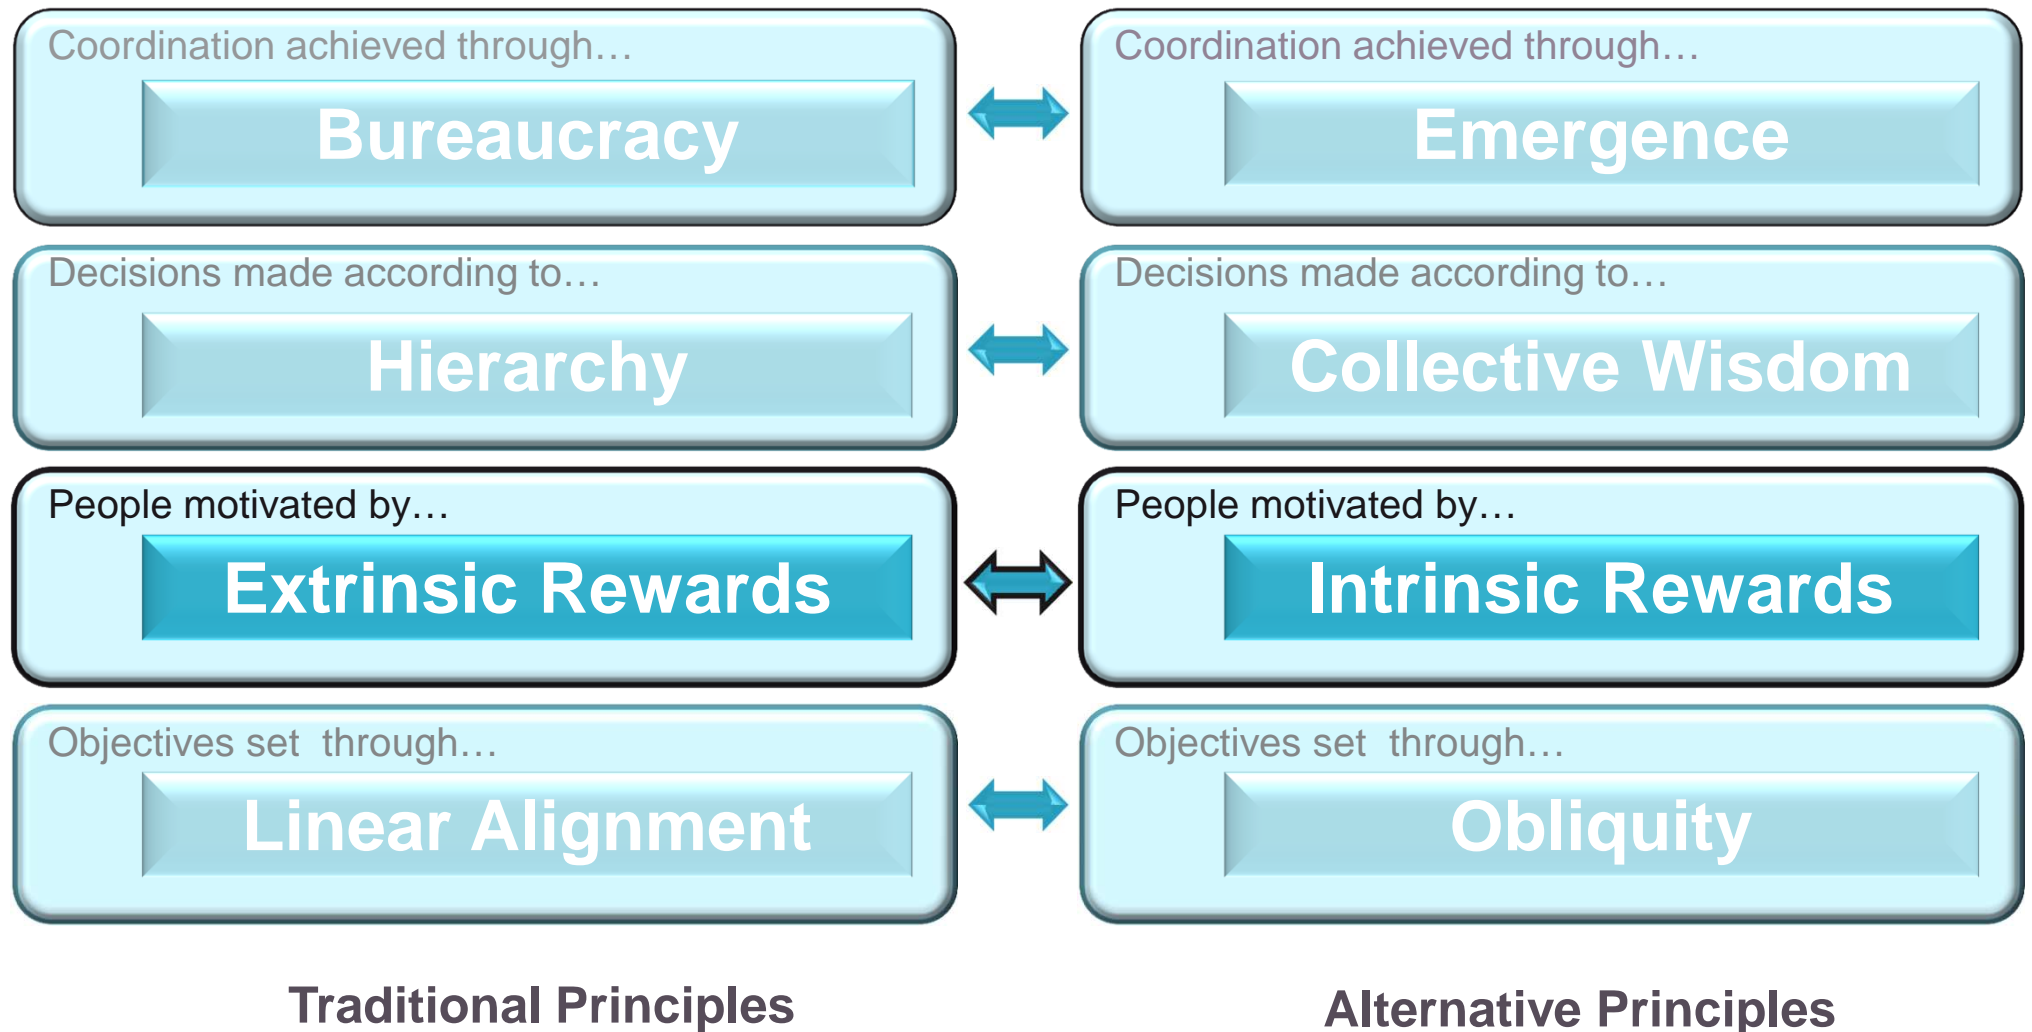 Coordination achieved through…
Bureaucracy
Coordination achieved through…
Emergence
Decisions made according to…
Hierarchy
Decisions made according to…
Collective Wisdom
People motivated by…
Extrinsic Rewards
People motivated by…
Intrinsic Rewards
Objectives set  through…
Linear Alignment
Objectives set  through…
Obliquity
Traditional Principles
Alternative Principles